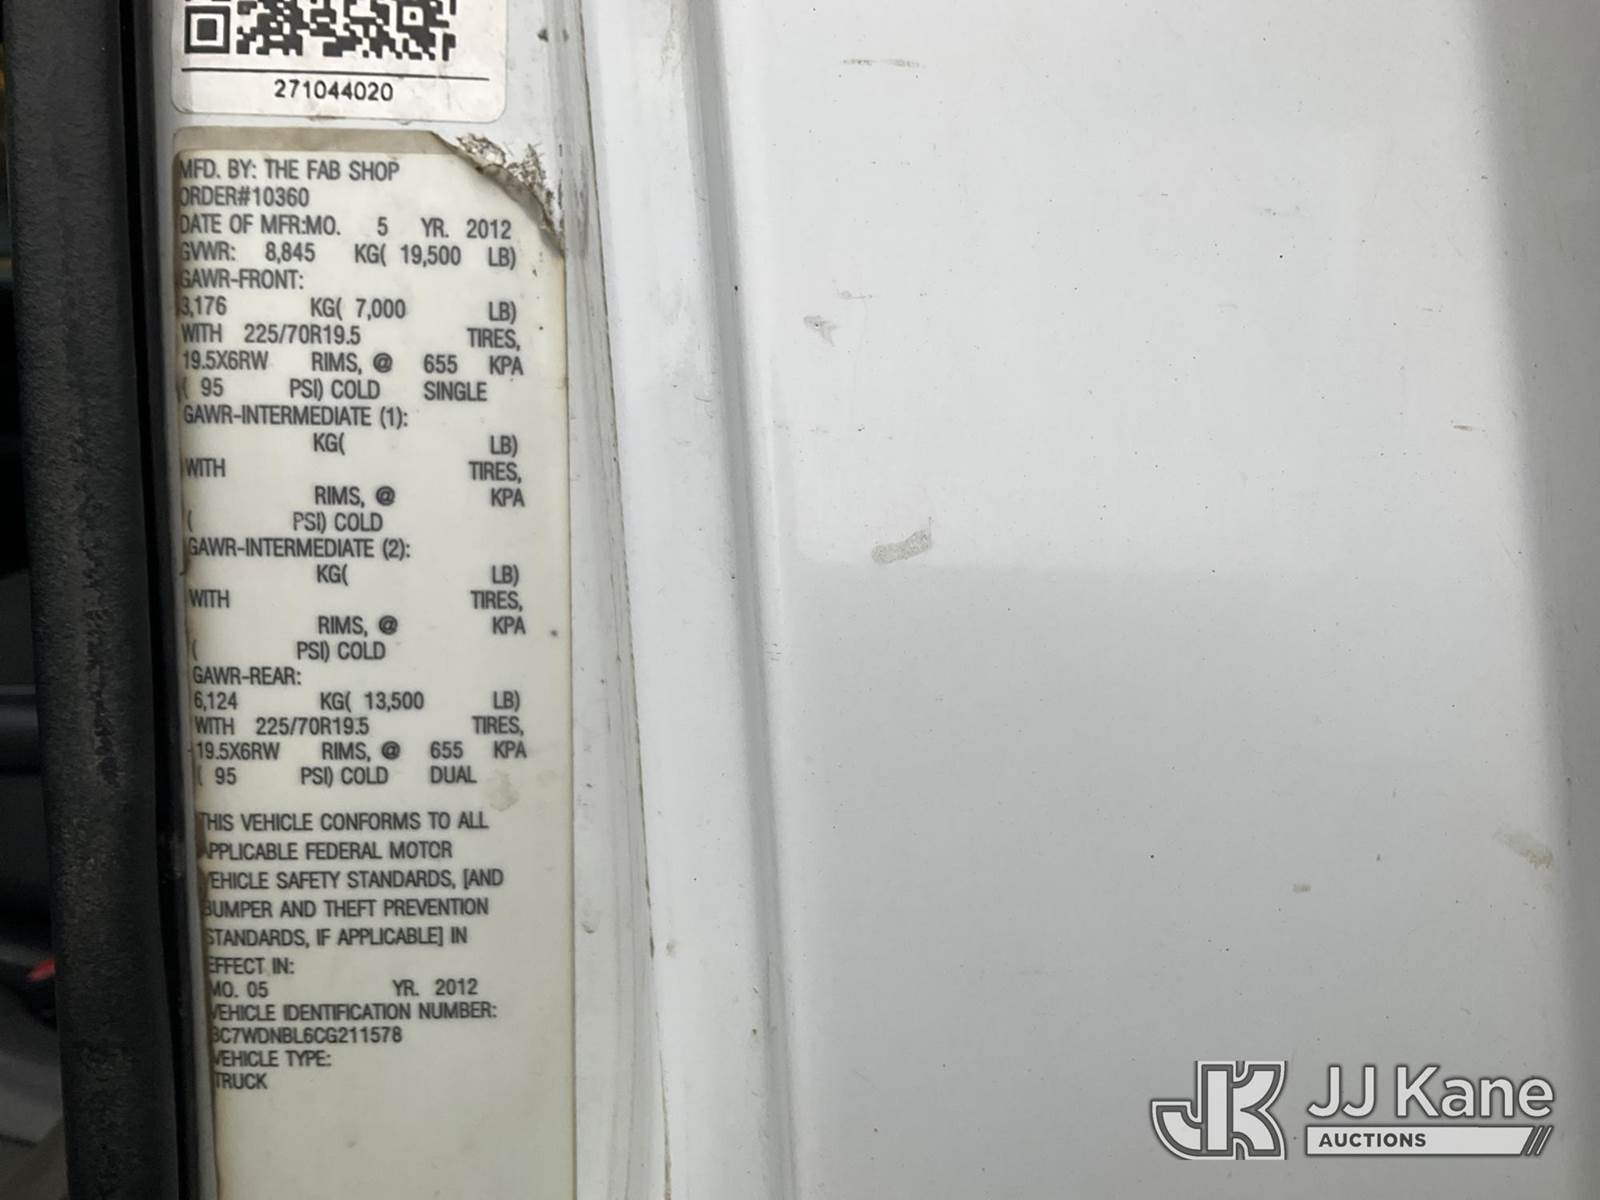 271044020
MFD. BY: THE FAB SHOP
ORDER#10360
DATE OF MFR:MO. 5 YR. 2012
GVWR: 8,845 KG( 19,500 LB)
GAWR-FRONT:
3,176 KG( 7,000 LB)
WITH 225/70R19.5 TIRES,
19.5X6RW RIMS, @ 655 KPA
( 95 PSI) COLD SINGLE
GAWR-INTERMEDIATE (1):
KG( LB)
WITH TIRES,
RIMS, @ KPA
( PSI) COLD
GAWR-INTERMEDIATE (2):
KG( LB)
WITH TIRES,
RIMS, @ KPA
( PSI) COLD
GAWR-REAR:
6,124 KG( 13,500 LB)
WITH 225/70R19.5 TIRES,
19.5X6RW RIMS, @ 655 KPA
( 95 PSI) COLD DUAL
THIS VEHICLE CONFORMS TO ALL
APPLICABLE FEDERAL MOTOR
VEHICLE SAFETY STANDARDS, [AND
BUMPER AND THEFT PREVENTION
STANDARDS, IF APPLICABLE] IN
EFFECT IN:
MO. 05 YR. 2012
VEHICLE IDENTIFICATION NUMBER:
3C7WDNBL6CG211578
VEHICLE TYPE:
TRUCK
JK JJ Kane
AUCTIONS